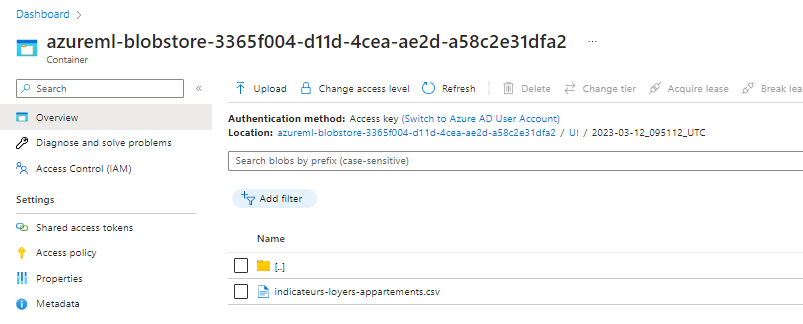 Dashboard >
azureml-blobstore-3365f004-d11d-4cea-ae2d-a58c2e31dfa2 ...
Container
Search «
Upload Change access level Refresh Delete Change tier Acquire lease Break lea
Overview
Authentication method: Access key (Switch to Azure AD User Account)
Diagnose and solve problems
Location: azureml-blobstore-3365f004-d11d-4cea-ae2d-a58c2e31dfa2 / UI / 2023-03-12_095112_UTC
Access Control (IAM)
Search blobs by prefix (case-sensitive)
Settings
Add filter
Shared access tokens
Name
Access policy
[..]
Properties
indicateurs-loyers-appartements.csv
Metadata